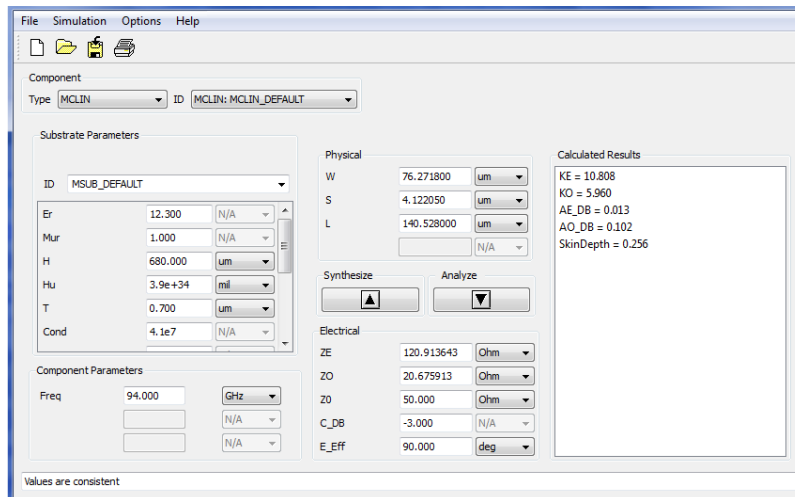 File Simulation Options Help
Component
Type MCLIN ID MCLIN: MCLIN_DEFAULT
Substrate Parameters
ID MSUB_DEFAULT
Er 12.300 N/A
Mur 1.000 N/A
H 680.000 um
Hu 3.9e+34 mil
T 0.700 um
Cond 4.1e7 N/A
Component Parameters
Freq 94.000 GHz
N/A
N/A
Physical
W 76.271800 um
S 4.122050 um
L 140.528000 um
N/A
Synthesize Analyze
Electrical
ZE 120.913643 Ohm
ZO 20.675913 Ohm
Z0 50.000 Ohm
C_DB -3.000 N/A
E_Eff 90.000 deg
Calculated Results
KE = 10.808
KO = 5.960
AE_DB = 0.013
AO_DB = 0.102
SkinDepth = 0.256
Values are consistent